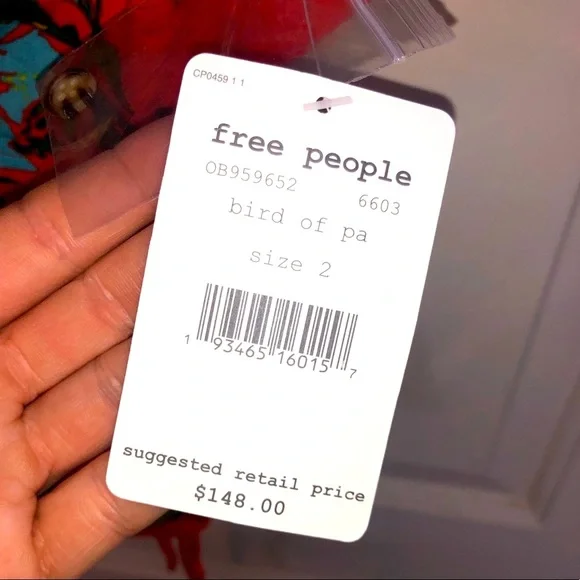 CP0459 1 1
free people
OB959652 6603
bird of pa
size 2
1 93465 16015 7
suggested retail price
$148.00